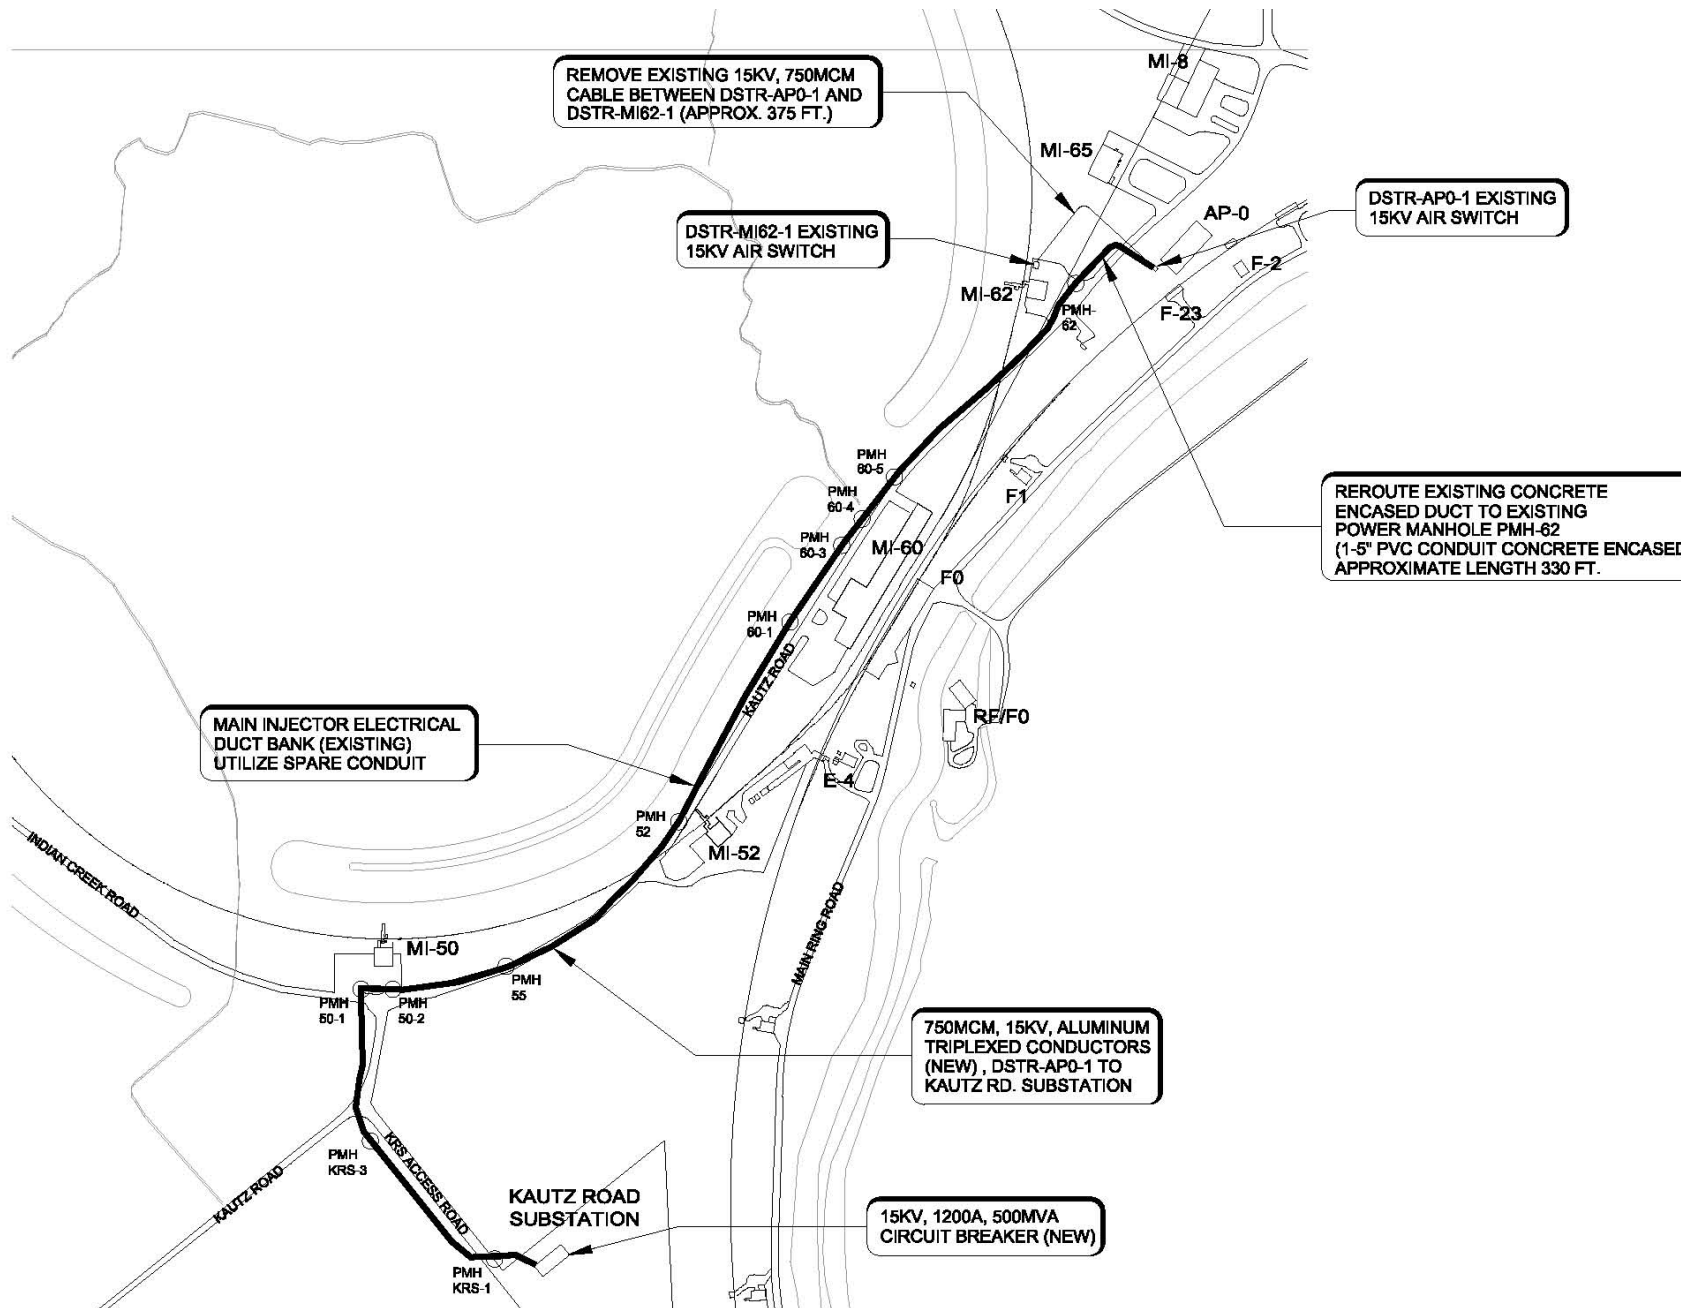 MI-8
REMOVE EXISTING 15KV, 750MCM
CABLE BETWEEN DSTR-AP0-1 AND
DSTR-MI62-1 (APPROX. 375 FT.)
MI-65
DSTR-AP0-1 EXISTING
15KV AIR SWITCH
AP-0
DSTR-MI62-1 EXISTING
15KV AIR SWITCH
F-2
MI-62
PMH-
62
F-23
PMH
60-5
PMH
60-4
F1
REROUTE EXISTING CONCRETE
ENCASED DUCT TO EXISTING
POWER MANHOLE PMH-62
(1-5" PVC CONDUIT CONCRETE ENCASED
APPROXIMATE LENGTH 330 FT.
PMH
60-3
MI-60
F0
PMH
60-1
KAUTZ ROAD
RF/F0
MAIN INJECTOR ELECTRICAL
DUCT BANK (EXISTING)
UTILIZE SPARE CONDUIT
E-4
PMH
52
MI-52
INDIAN CREEK ROAD
MAIN RING ROAD
MI-50
PMH
55
PMH
50-1
PMH
50-2
750MCM, 15KV, ALUMINUM
TRIPLEXED CONDUCTORS
(NEW) , DSTR-AP0-1 TO
KAUTZ RD. SUBSTATION
PMH
KRS-3
KRS ACCESS ROAD
KAUTZ ROAD
KAUTZ ROAD
SUBSTATION
15KV, 1200A, 500MVA
CIRCUIT BREAKER (NEW)
PMH
KRS-1